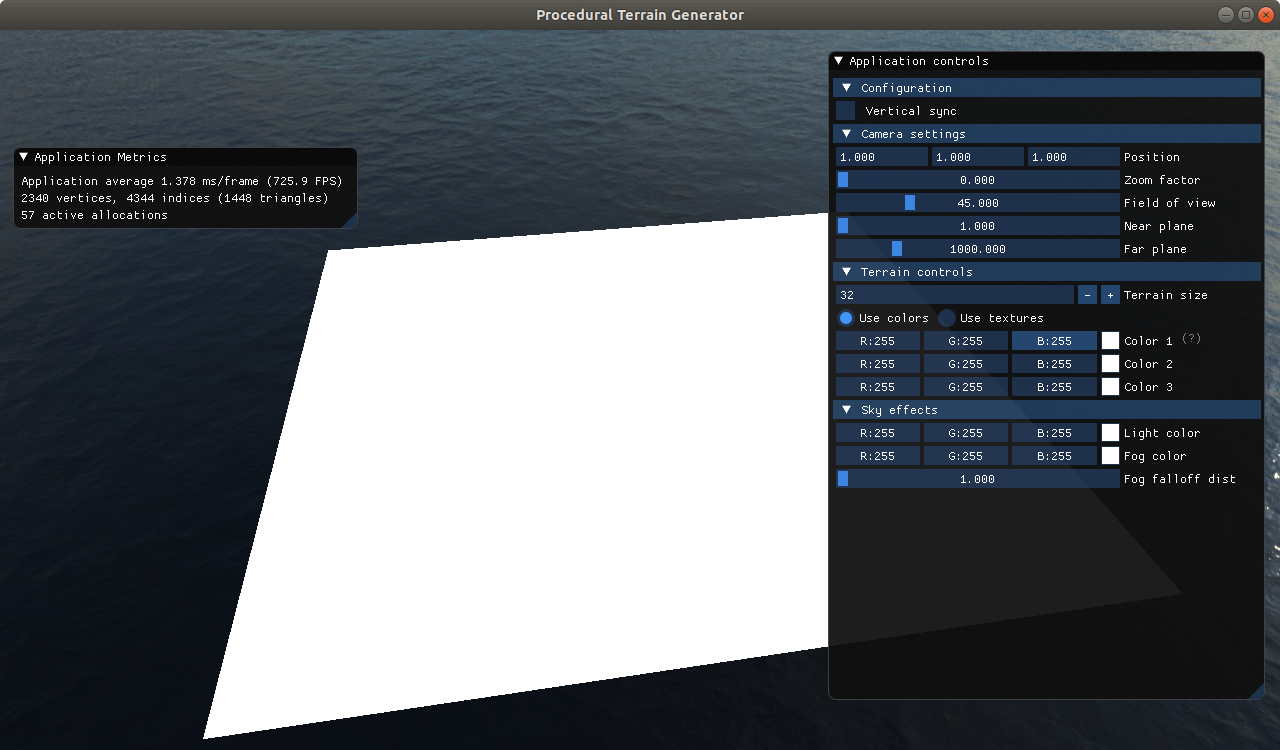 Procedural Terrain Generator
Application controls
Configuration
Vertical sync
Camera settings
1.000 1.000 1.000 Position
0.000 Zoom factor
45.000 Field of view
1.000 Near plane
1000.000 Far plane
Terrain controls
32 - + Terrain size
Use colors Use textures
R:255 G:255 B:255 Color 1 (?)
R:255 G:255 B:255 Color 2
R:255 G:255 B:255 Color 3
Sky effects
R:255 G:255 B:255 Light color
R:255 G:255 B:255 Fog color
1.000 Fog falloff dist
Application Metrics
Application average 1.378 ms/frame (725.9 FPS)
2340 vertices, 4344 indices (1448 triangles)
57 active allocations